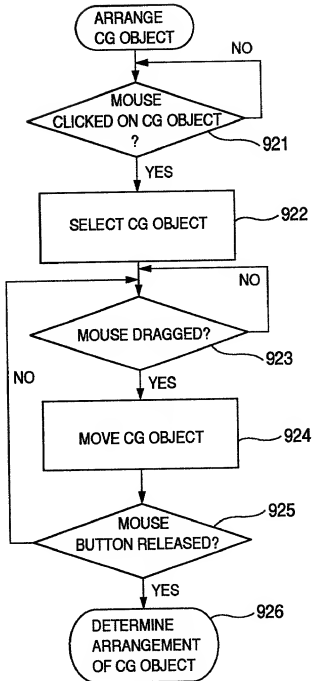 ARRANGE
CG OBJECT
NO
MOUSE
CLICKED ON CG OBJECT
?
921
YES
SELECT CG OBJECT
922
NO
MOUSE DRAGGED?
923
NO
YES
MOVE CG OBJECT
924
MOUSE
BUTTON RELEASED?
925
YES
DETERMINE
ARRANGEMENT
OF CG OBJECT
926